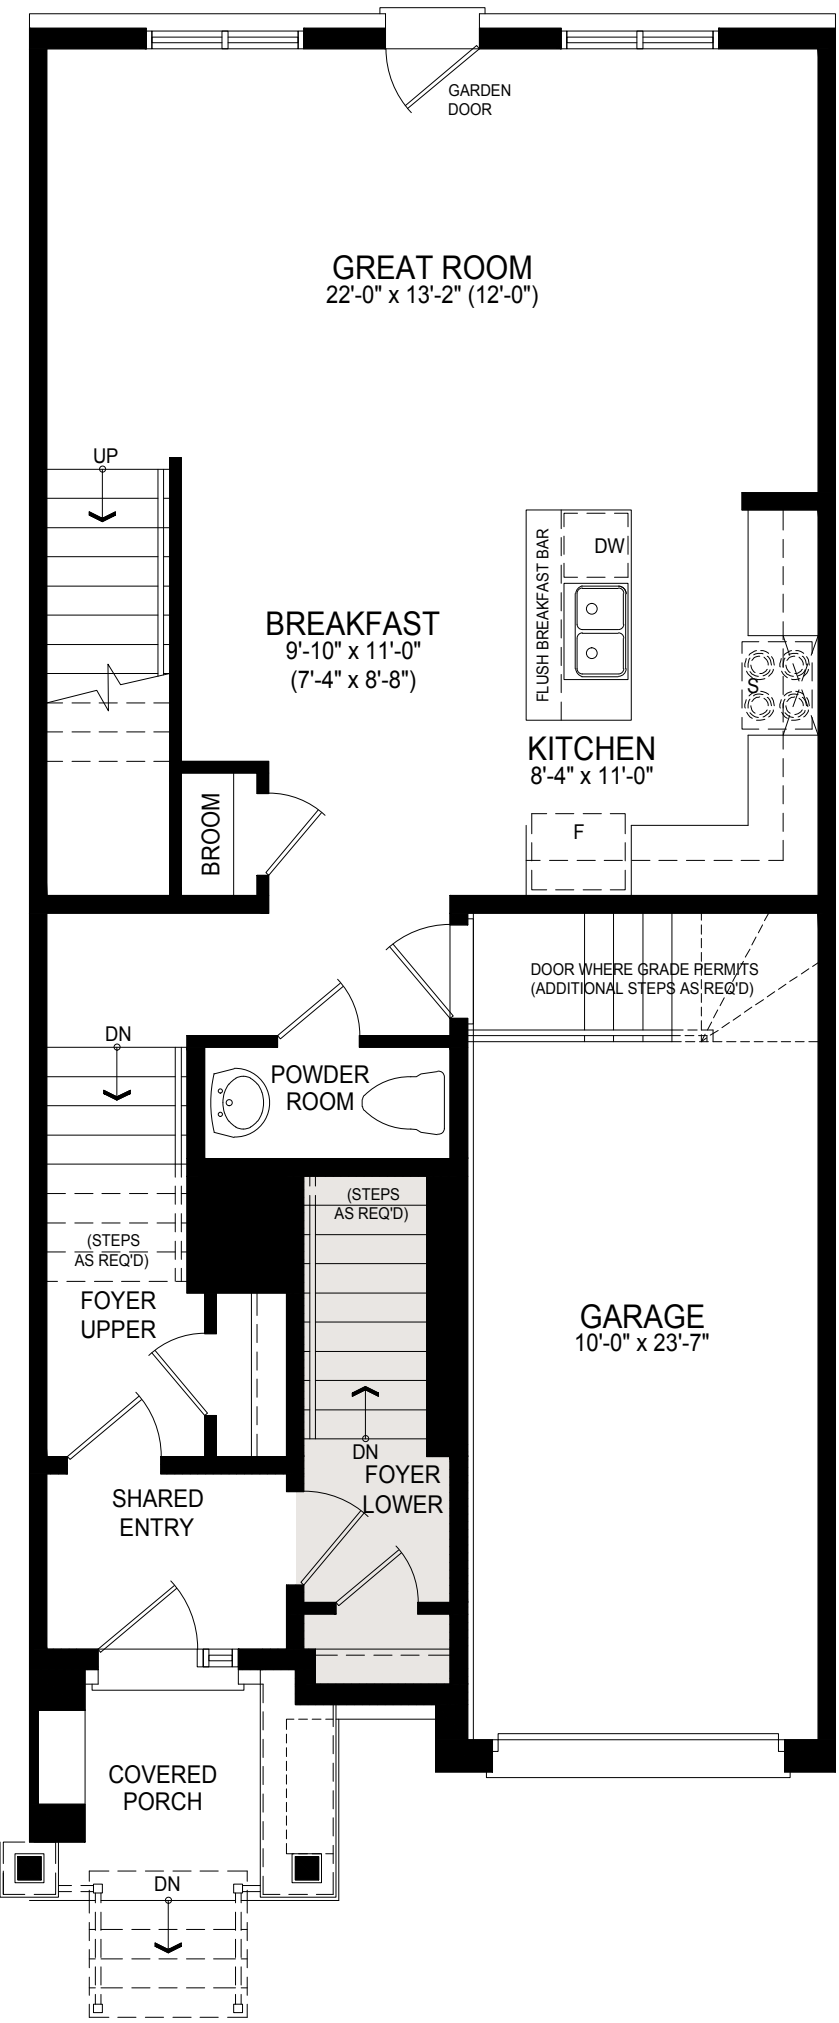 GARDEN
DOOR
GREAT ROOM
22'-0" x 13'-2" (12'-0")
UP
FLUSH BREAKFAST BAR
DW
BREAKFAST
9'-10" x 11'-0"
(7'-4" x 8'-8")
S
KITCHEN
8'-4" x 11'-0"
BROOM
F
DOOR WHERE GRADE PERMITS
(ADDITIONAL STEPS AS REQ'D)
DN
POWDER
ROOM
(STEPS
AS REQ'D)
(STEPS
AS REQ'D)
FOYER
UPPER
GARAGE
10'-0" x 23'-7"
DN
FOYER
LOWER
SHARED
ENTRY
COVERED
PORCH
DN